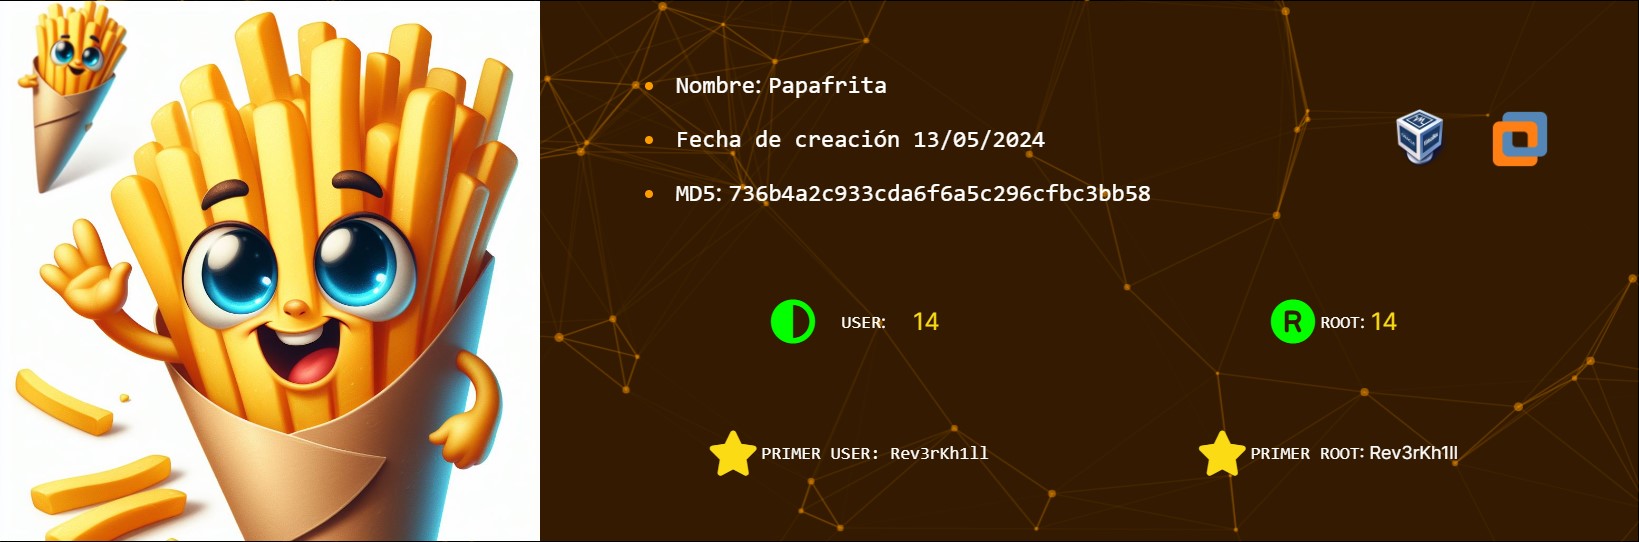 Nombre: Papafrita
Fecha de creación 13/05/2024
MD5: 736b4a2c933cda6f6a5c296cfbc3bb58
USER: 14
R ROOT: 14
PRIMER USER: Rev3rKh1ll
PRIMER ROOT: Rev3rKh1ll